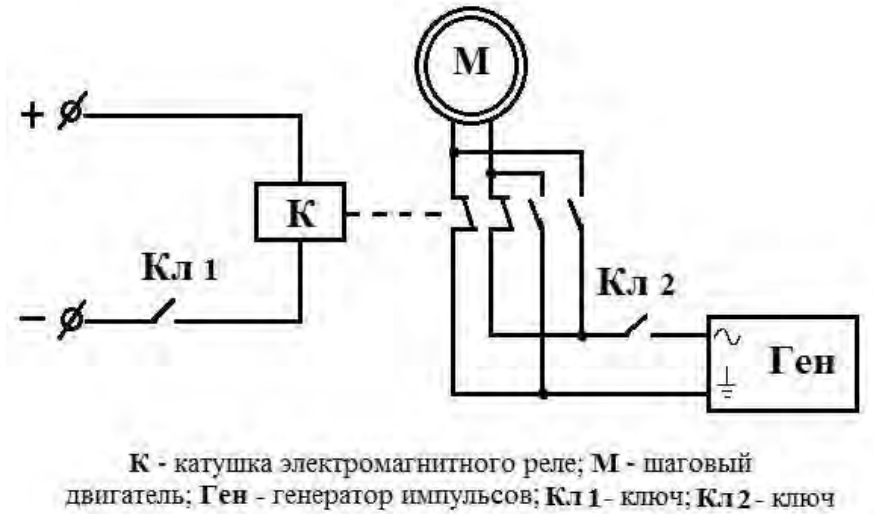 М
+
К
Кл 1
Кл 2
−
Ген
К - катушка электромагнитного реле; М - шаговый
двигатель; Ген - генератор импульсов; Кл 1- ключ; Кл 2- ключ